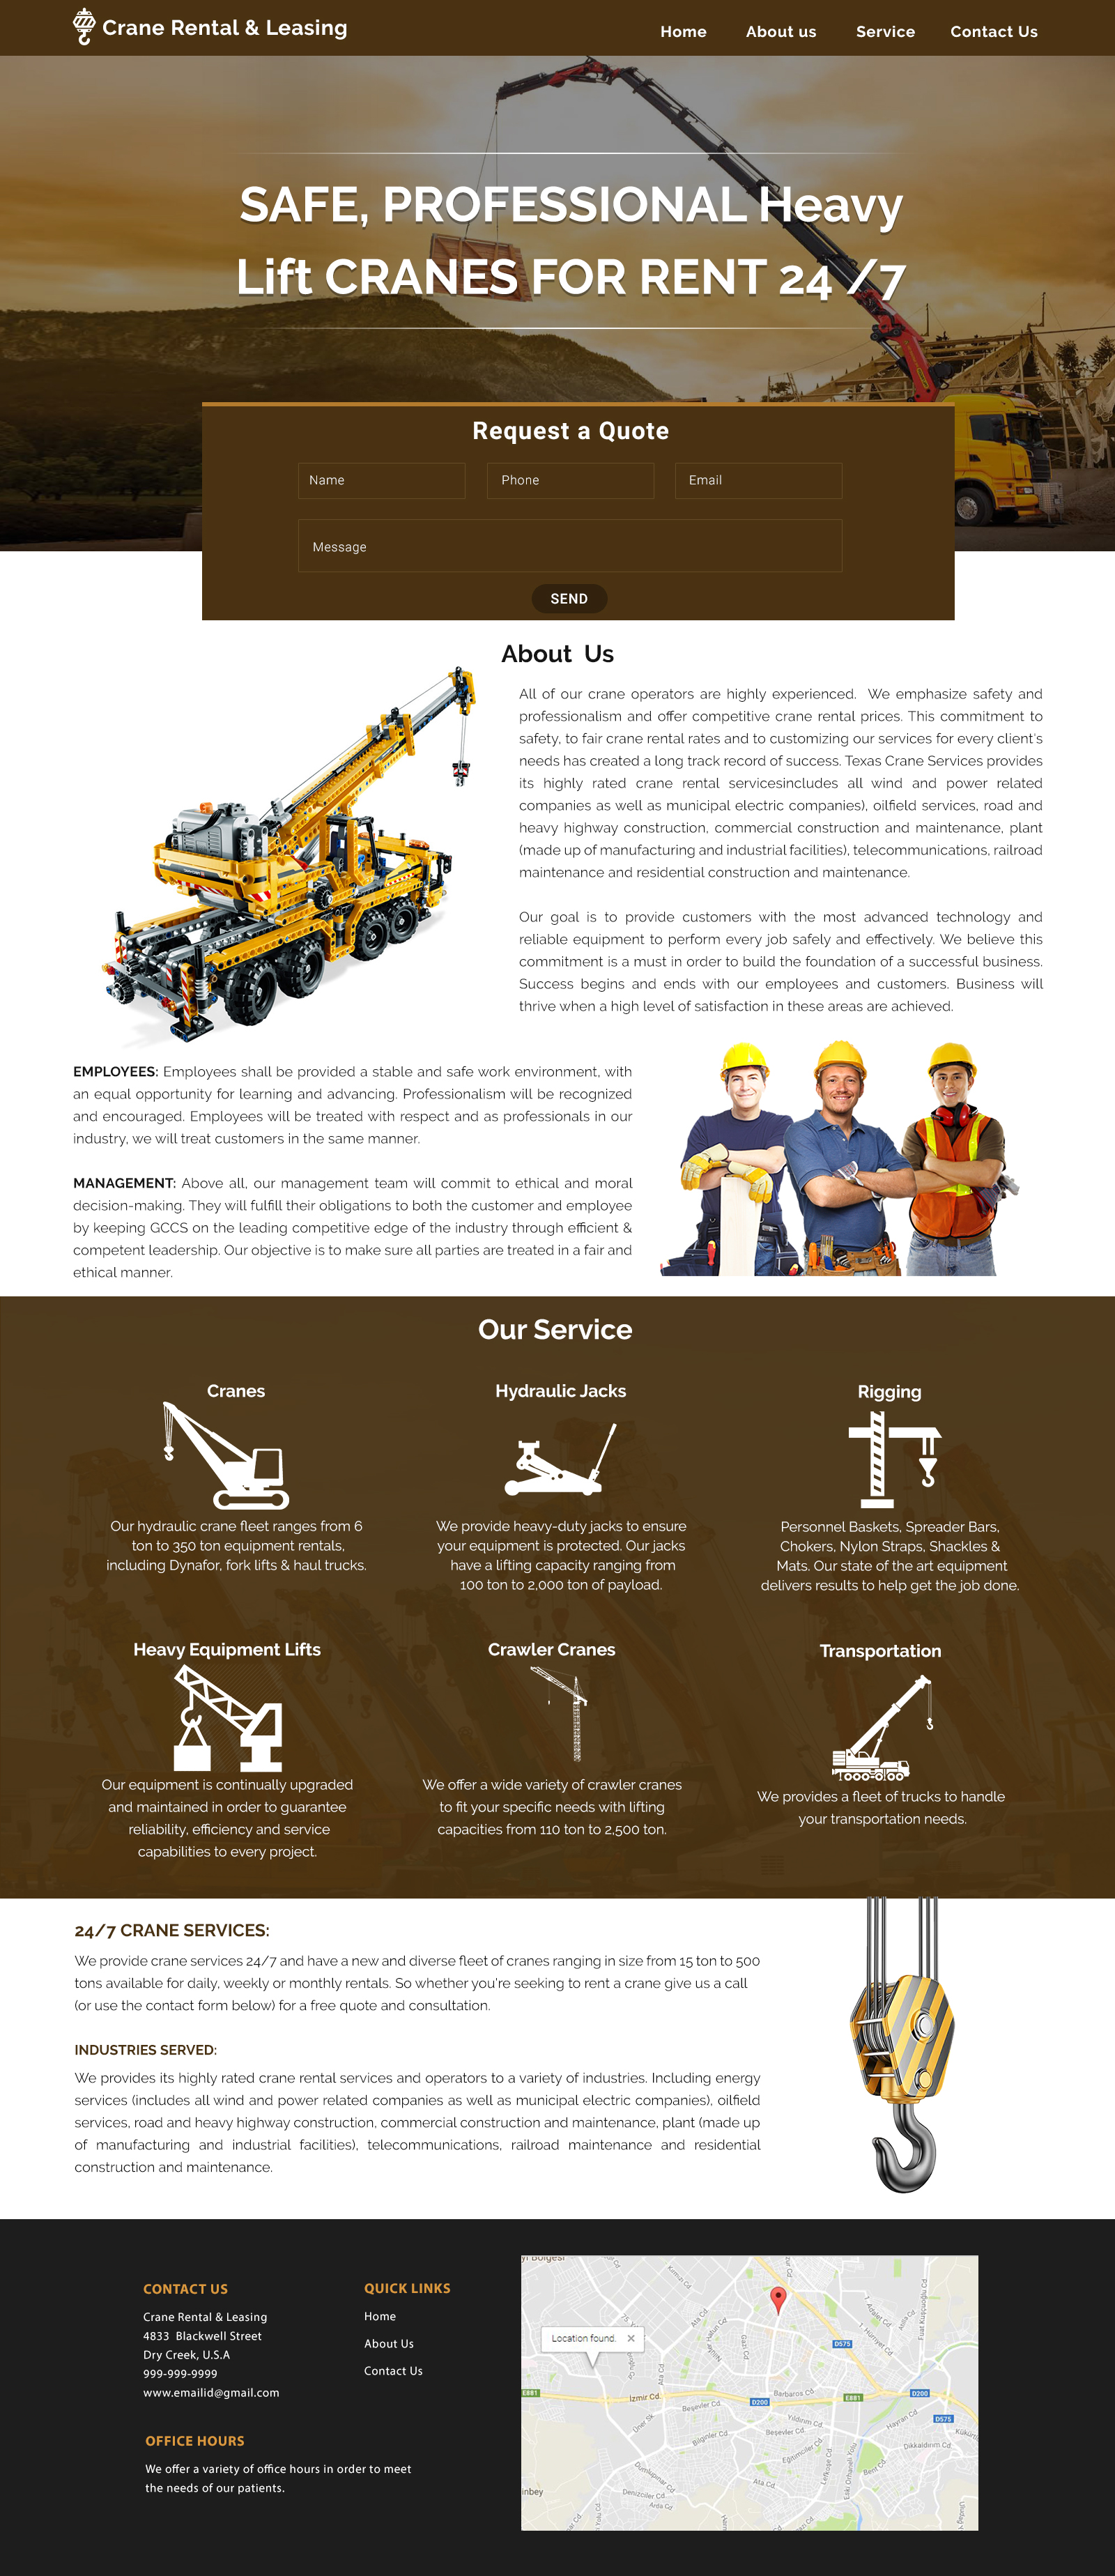 Crane Rental & Leasing
Home
About us
Service
Contact Us
SAFE, PROFESSIONAL Heavy
Lift CRANES FOR RENT 24 /7
Request a Quote
Name
Phone
Email
Message
SEND
About Us
All of our crane operators are highly experienced. We emphasize safety and
professionalism and offer competitive crane rental prices. This commitment to
safety, to fair crane rental rates and to customizing our services for every client's
needs has created a long track record of success. Texas Crane Services provides
its highly rated crane rental servicesincludes all wind and power related
companies as well as municipal electric companies), oilfield services, road and
heavy highway construction, commercial construction and maintenance, plant
(made up of manufacturing and industrial facilities), telecommunications, railroad
maintenance and residential construction and maintenance.
Our goal is to provide customers with the most advanced technology and
reliable equipment to perform every job safely and effectively. We believe this
commitment is a must in order to build the foundation of a successful business.
Success begins and ends with our employees and customers. Business will
thrive when a high level of satisfaction in these areas are achieved.
EMPLOYEES: Employees shall be provided a stable and safe work environment, with
an equal opportunity for learning and advancing. Professionalism will be recognized
and encouraged. Employees will be treated with respect and as professionals in our
industry, we will treat customers in the same manner.
MANAGEMENT: Above all, our management team will commit to ethical and moral
decision-making. They will fulfill their obligations to both the customer and employee
by keeping GCCS on the leading competitive edge of the industry through efficient &
competent leadership. Our objective is to make sure all parties are treated in a fair and
ethical manner.
Our Service
Cranes
Our hydraulic crane fleet ranges from 6
ton to 350 ton equipment rentals,
including Dynafor, fork lifts & haul trucks.
Hydraulic Jacks
We provide heavy-duty jacks to ensure
your equipment is protected. Our jacks
have a lifting capacity ranging from
100 ton to 2,000 ton of payload.
Rigging
Personnel Baskets, Spreader Bars,
Chokers, Nylon Straps, Shackles &
Mats. Our state of the art equipment
delivers results to help get the job done.
Heavy Equipment Lifts
Our equipment is continually upgraded
and maintained in order to guarantee
reliability, efficiency and service
capabilities to every project.
Crawler Cranes
We offer a wide variety of crawler cranes
to fit your specific needs with lifting
capacities from 110 ton to 2,500 ton.
Transportation
We provides a fleet of trucks to handle
your transportation needs.
24/7 CRANE SERVICES:
We provide crane services 24/7 and have a new and diverse fleet of cranes ranging in size from 15 ton to 500
tons available for daily, weekly or monthly rentals. So whether you're seeking to rent a crane give us a call
(or use the contact form below) for a free quote and consultation.
INDUSTRIES SERVED:
We provides its highly rated crane rental services and operators to a variety of industries. Including energy
services (includes all wind and power related companies as well as municipal electric companies), oilfield
services, road and heavy highway construction, commercial construction and maintenance, plant (made up
of manufacturing and industrial facilities), telecommunications, railroad maintenance and residential
construction and maintenance.
CONTACT US
Crane Rental & Leasing
4833 Blackwell Street
Dry Creek, U.S.A
999-999-9999
www.emailid@gmail.com
OFFICE HOURS
We offer a variety of office hours in order to meet
the needs of our patients.
QUICK LINKS
Home
About Us
Contact Us
Location found.
D575
E881
İzmir Cd.
D200
Barbaros Cd.
E881
D200
D575
Beşevler Cd.
Yıldırım Cd.
Hayran Cd.
Dikkaldırım Cd.
Bilginler Cd.
Beşevler Cd.
Ata Cd.
Denizciler Cd.
Arda Cd.
inbey